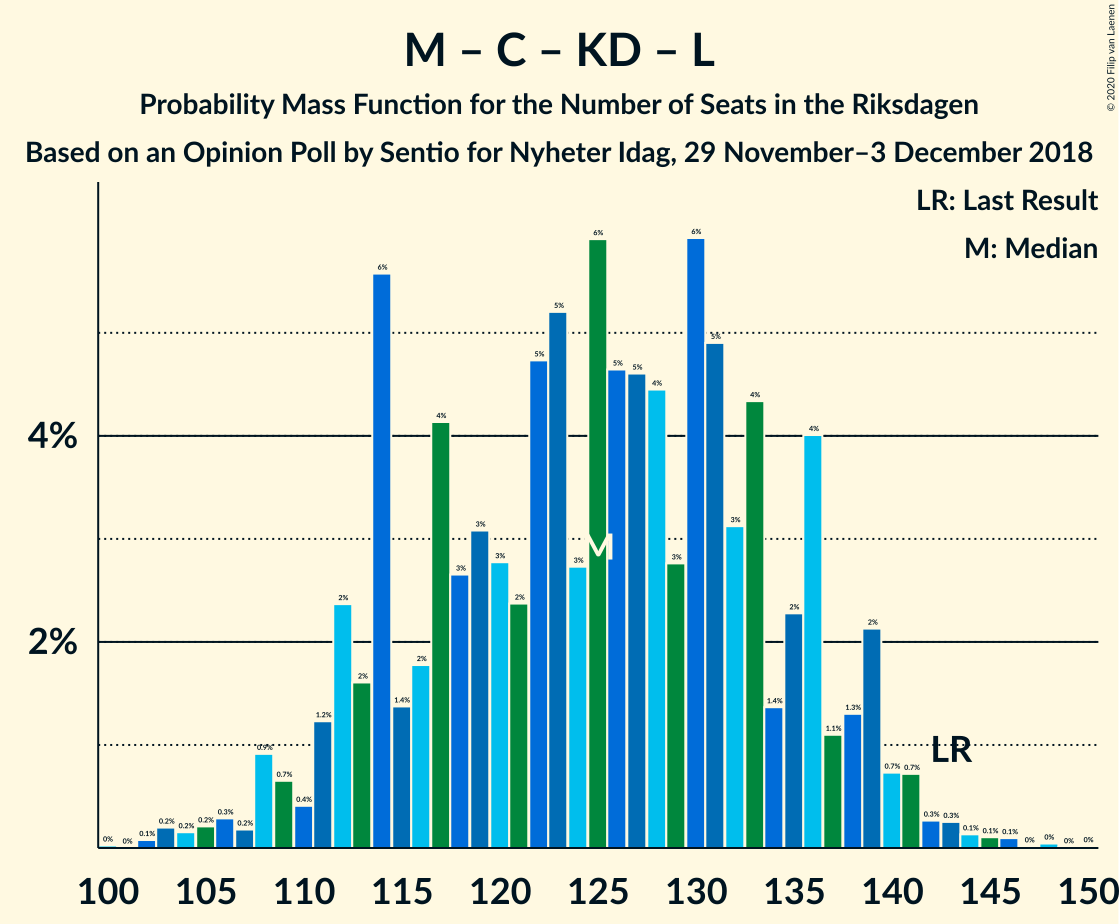 M – C – KD – L
Probability Mass Function for the Number of Seats in the Riksdagen
Based on an Opinion Poll by Sentio for Nyheter Idag, 29 November–3 December 2018
© 2020 Filip van Laenen
LR: Last Result
M: Median
4%
2%
0% 0% 0.1% 0.2% 0.2% 0.2% 0.3% 0.2% 0.9% 0.7% 0.4% 1.2% 2% 2% 6% 1.4% 2% 4% 3% 3% 3% 2% 5% 5% 3% 6% 5% 5% 4% 3% 6% 5% 3% 4% 1.4% 2% 4% 1.1% 1.3% 2% 0.7% 0.7% 0.3% 0.3% 0.1% 0.1% 0.1% 0% 0% 0% 0%
M
LR
100 105 110 115 120 125 130 135 140 145 150